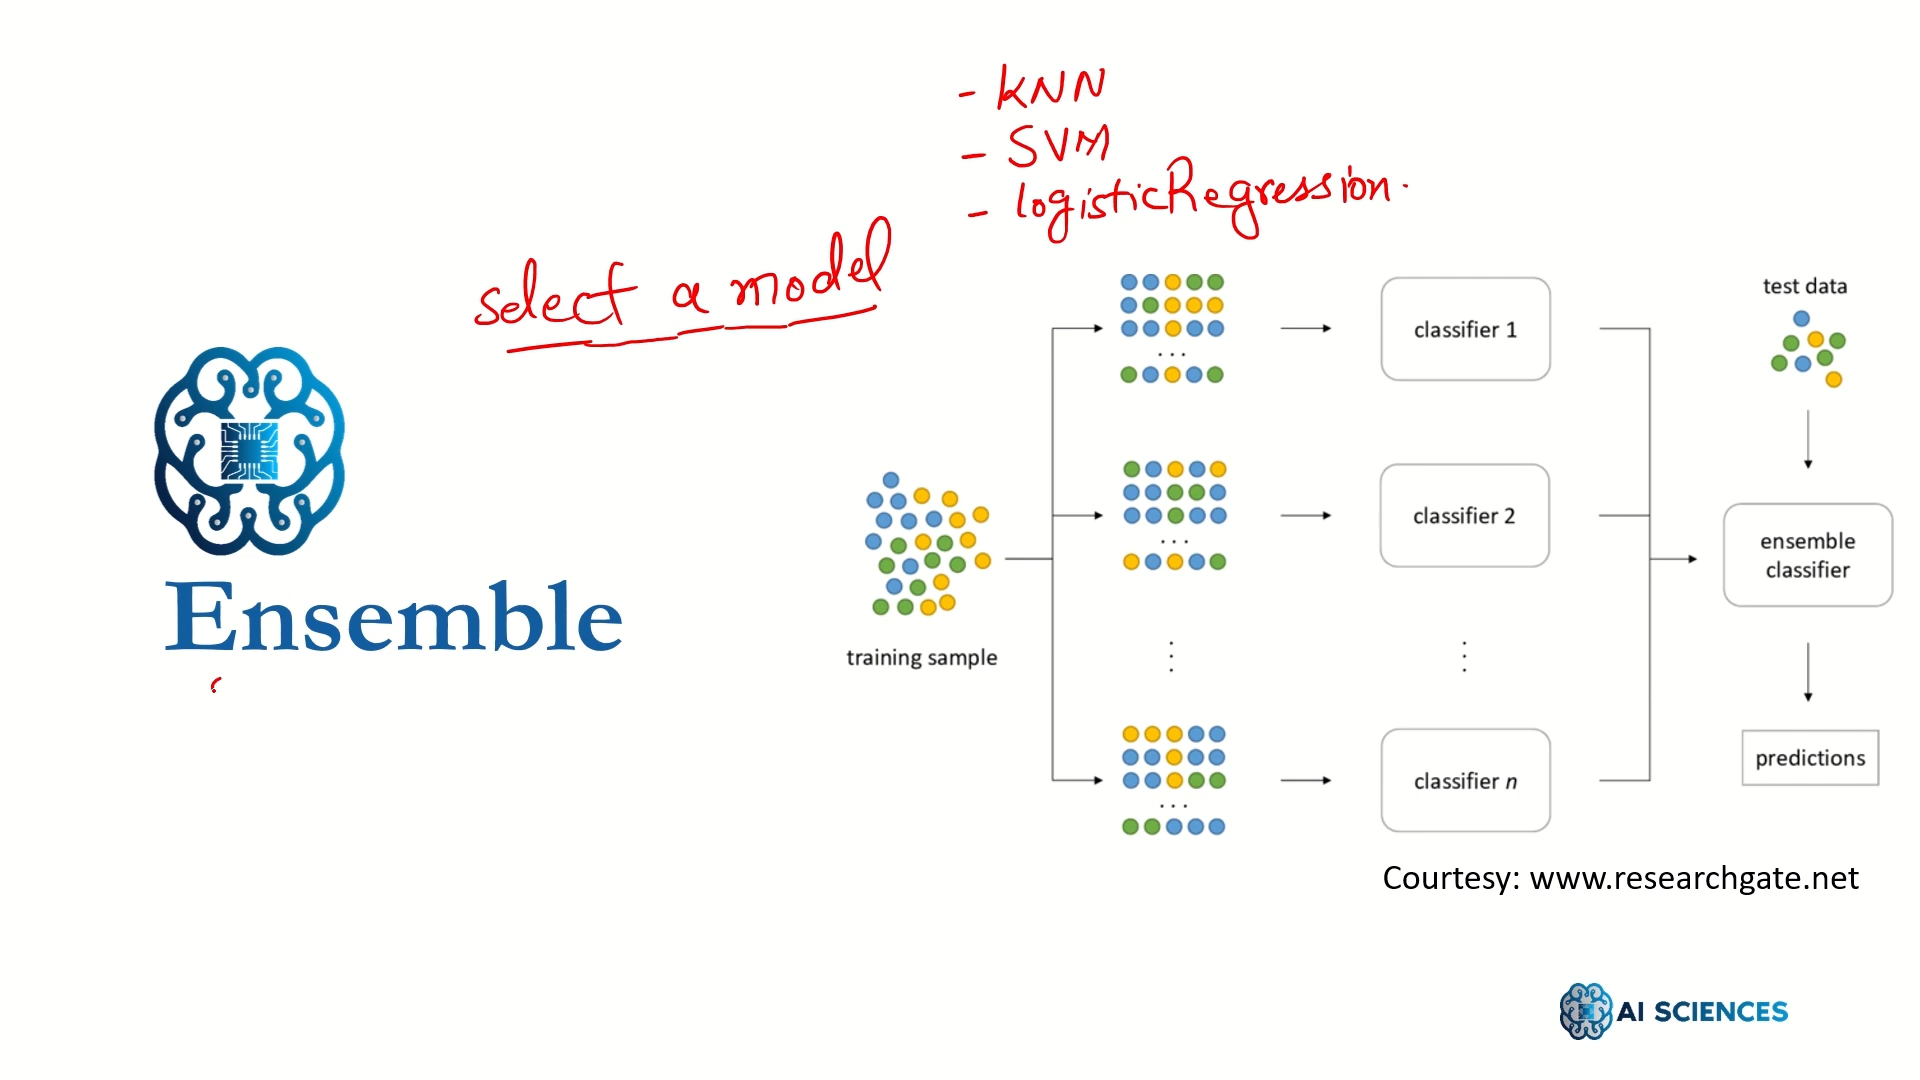 - KNN
- SVM
- logisticRegression.
select a model
Ensemble
training sample
...
classifier 1
...
classifier 2
...
classifier n
test data
ensemble
classifier
predictions
Courtesy: www.researchgate.net
AI SCIENCES